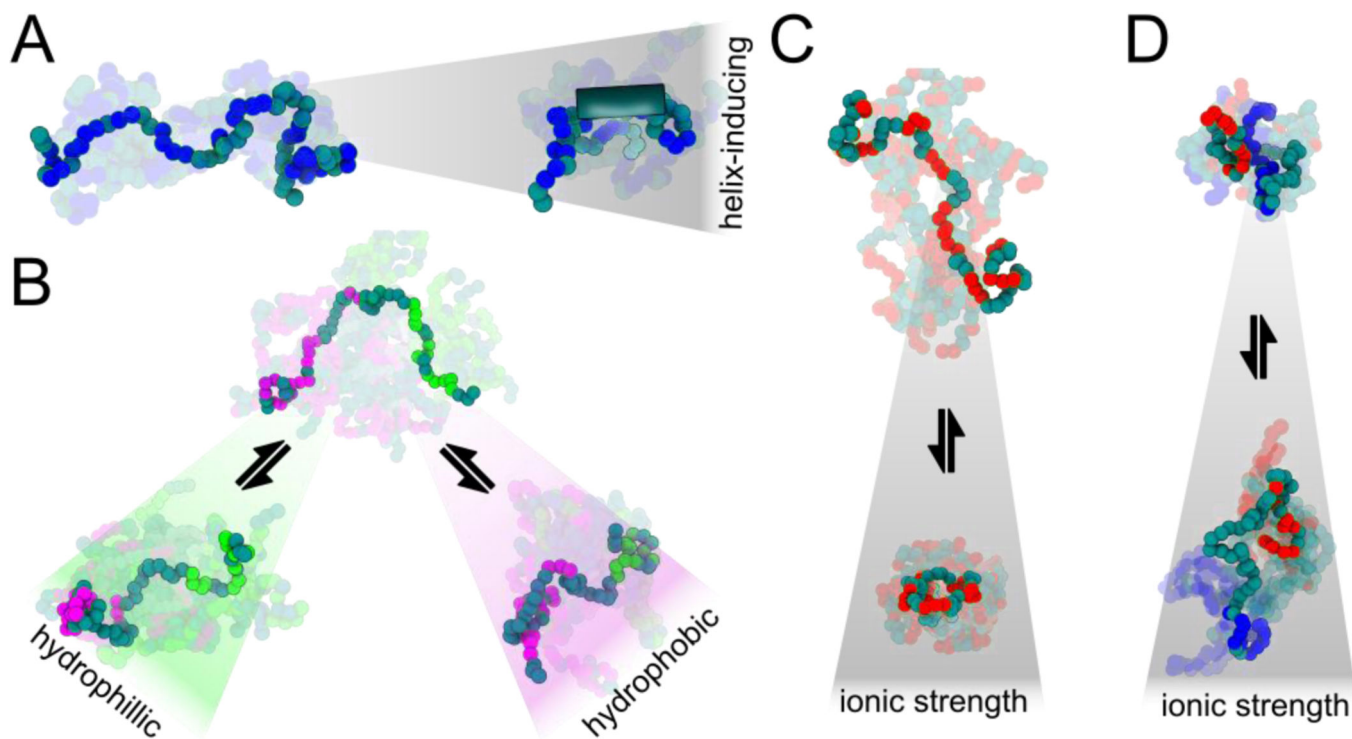 A
helix-inducing
B
hydrophillic
hydrophobic
C
ionic strength
D
ionic strength